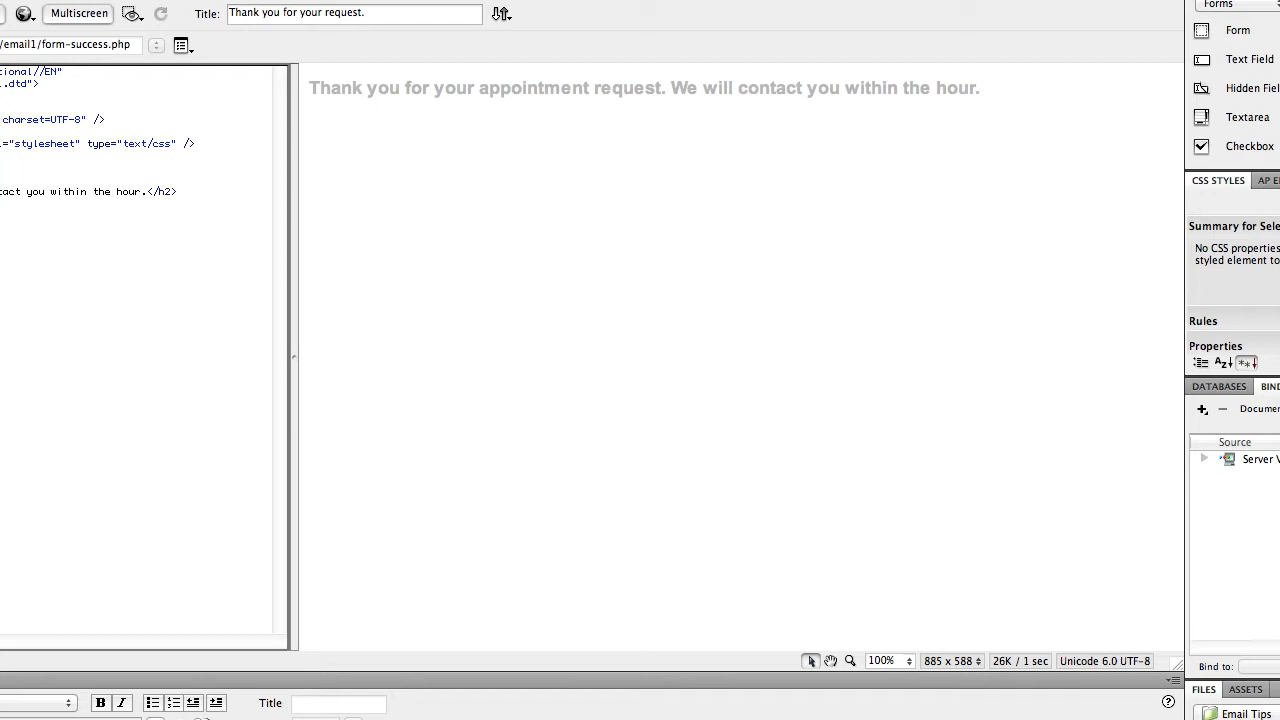 Multiscreen
Title: Thank you for your request.
/email1/form-success.php
Forms
Form
Text Field
Hidden Fiel
Textarea
Checkbox
tional//EN"
.dtd">
charset=UTF-8" />
="stylesheet" type="text/css" />
tact you within the hour.</h2>
Thank you for your appointment request. We will contact you within the hour.
CSS STYLES
AP E
Summary for Sele
No CSS properties
styled element to
Rules
Properties
DATABASES
BIND
Documen
Source
Server V
Bind to:
100%
885 x 588
26K / 1 sec
Unicode 6.0 UTF-8
B I
Title
FILES
ASSETS
Email Tips